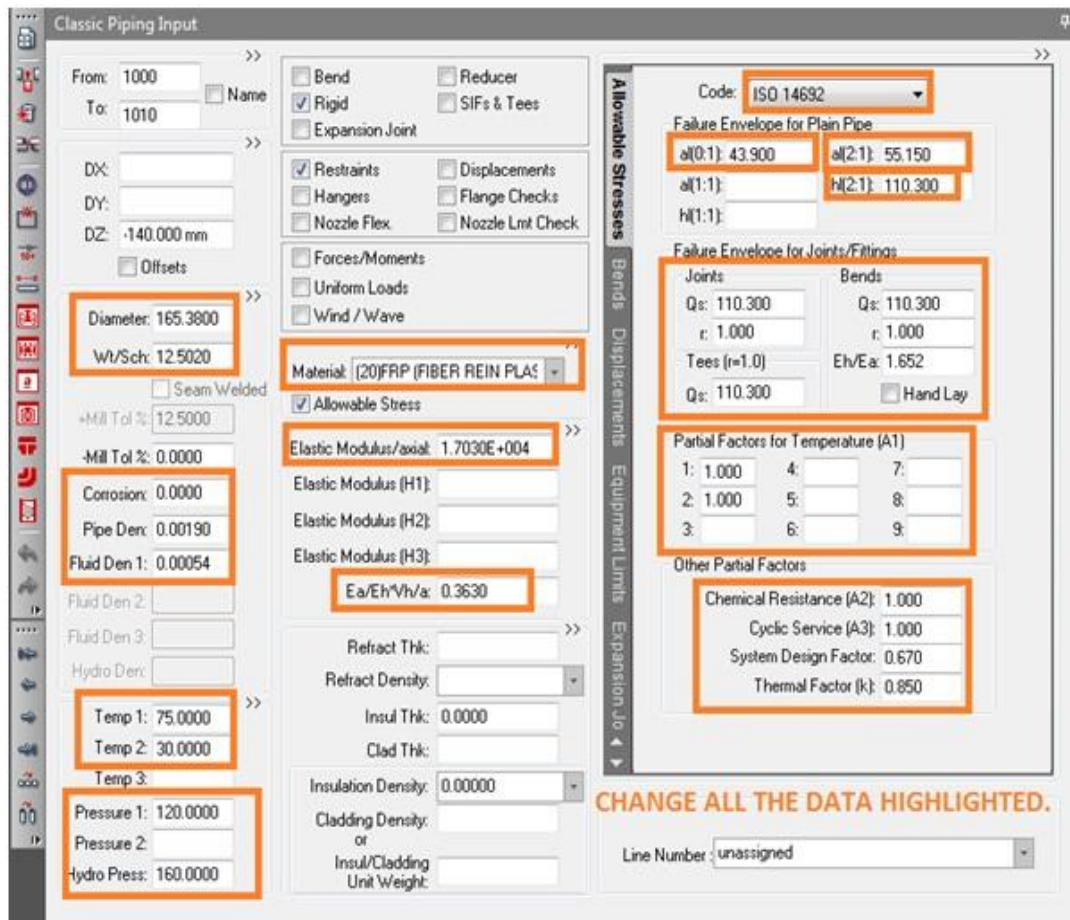 Classic Piping Input
From: 1000
To: 1010
Name
DX:
DY:
DZ: -140.000 mm
Offsets
Diameter: 165.3800
Wt/Sch: 12.5020
Seam Welded
+Mill Tol %: 12.5000
-Mill Tol %: 0.0000
Corrosion: 0.0000
Pipe Den: 0.00190
Fluid Den 1: 0.00054
Fluid Den 2:
Fluid Den 3:
Hydro Den:
Temp 1: 75.0000
Temp 2: 30.0000
Temp 3:
Pressure 1: 120.0000
Pressure 2:
Hydro Press: 160.0000
Bend Reducer
Rigid SIFs & Tees
Expansion Joint
Restraints Displacements
Hangers Flange Checks
Nozzle Flex. Nozzle Lmt Check
Forces/Moments
Uniform Loads
Wind / Wave
Material: (20)FRP (FIBER REIN PLAS
Allowable Stress
Elastic Modulus/axial: 1.7030E+004
Elastic Modulus (H1):
Elastic Modulus (H2):
Elastic Modulus (H3):
Ea/Eh*Vh/a: 0.3630
Refract Thk:
Refract Density:
Insul Thk: 0.0000
Clad Thk:
Insulation Density: 0.00000
Cladding Density:
or
Insul/Cladding
Unit Weight:
Allowable Stresses
Bends
Displacements
Equipment Limits
Expansion Jo
Code: ISO 14692
Failure Envelope for Plain Pipe
al(0:1): 43.900 al(2:1): 55.150
al(1:1): hl(2:1): 110.300
hl(1:1):
Failure Envelope for Joints/Fittings
Joints Bends
Qs: 110.300 Qs: 110.300
r: 1.000 r: 1.000
Tees (r=1.0) Eh/Ea: 1.652
Qs: 110.300 Hand Lay
Partial Factors for Temperature (A1)
1: 1.000 4: 7:
2: 1.000 5: 8:
3: 6: 9:
Other Partial Factors
Chemical Resistance (A2): 1.000
Cyclic Service (A3): 1.000
System Design Factor: 0.670
Thermal Factor (k): 0.850
CHANGE ALL THE DATA HIGHLIGHTED.
Line Number : unassigned